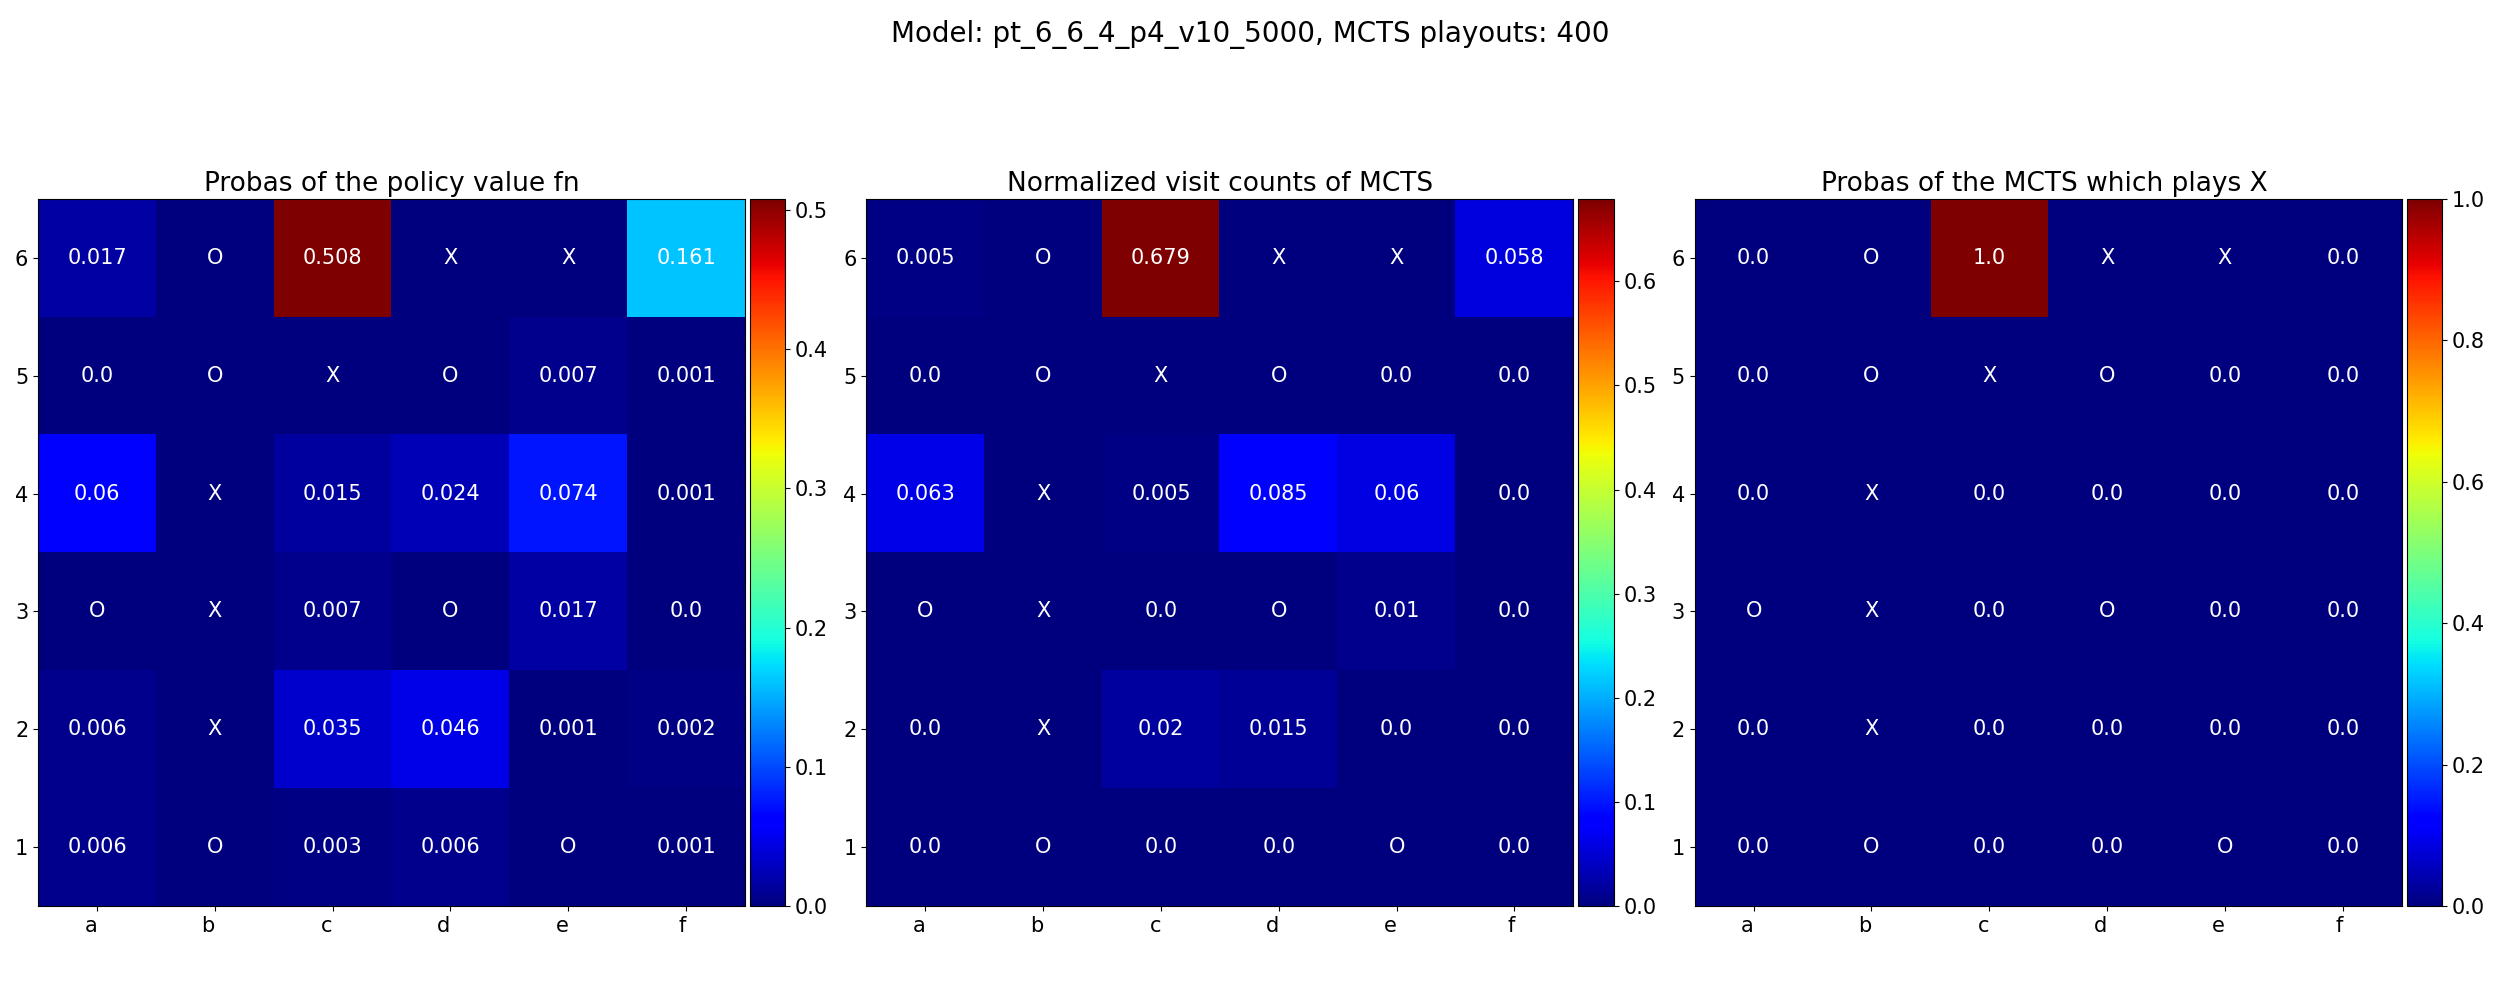 Model: pt_6_6_4_p4_v10_5000, MCTS playouts: 400
Probas of the policy value fn
6 0.017 O 0.508 X X 0.161
5 0.0 O X O 0.007 0.001
4 0.06 X 0.015 0.024 0.074 0.001
3 O X 0.007 O 0.017 0.0
2 0.006 X 0.035 0.046 0.001 0.002
1 0.006 O 0.003 0.006 O 0.001
a b c d e f
0.5
0.4
0.3
0.2
0.1
0.0
Normalized visit counts of MCTS
6 0.005 O 0.679 X X 0.058
5 0.0 O X O 0.0 0.0
4 0.063 X 0.005 0.085 0.06 0.0
3 O X 0.0 O 0.01 0.0
2 0.0 X 0.02 0.015 0.0 0.0
1 0.0 O 0.0 0.0 O 0.0
a b c d e f
0.6
0.5
0.4
0.3
0.2
0.1
0.0
Probas of the MCTS which plays X
6 0.0 O 1.0 X X 0.0
5 0.0 O X O 0.0 0.0
4 0.0 X 0.0 0.0 0.0 0.0
3 O X 0.0 O 0.0 0.0
2 0.0 X 0.0 0.0 0.0 0.0
1 0.0 O 0.0 0.0 O 0.0
a b c d e f
1.0
0.8
0.6
0.4
0.2
0.0